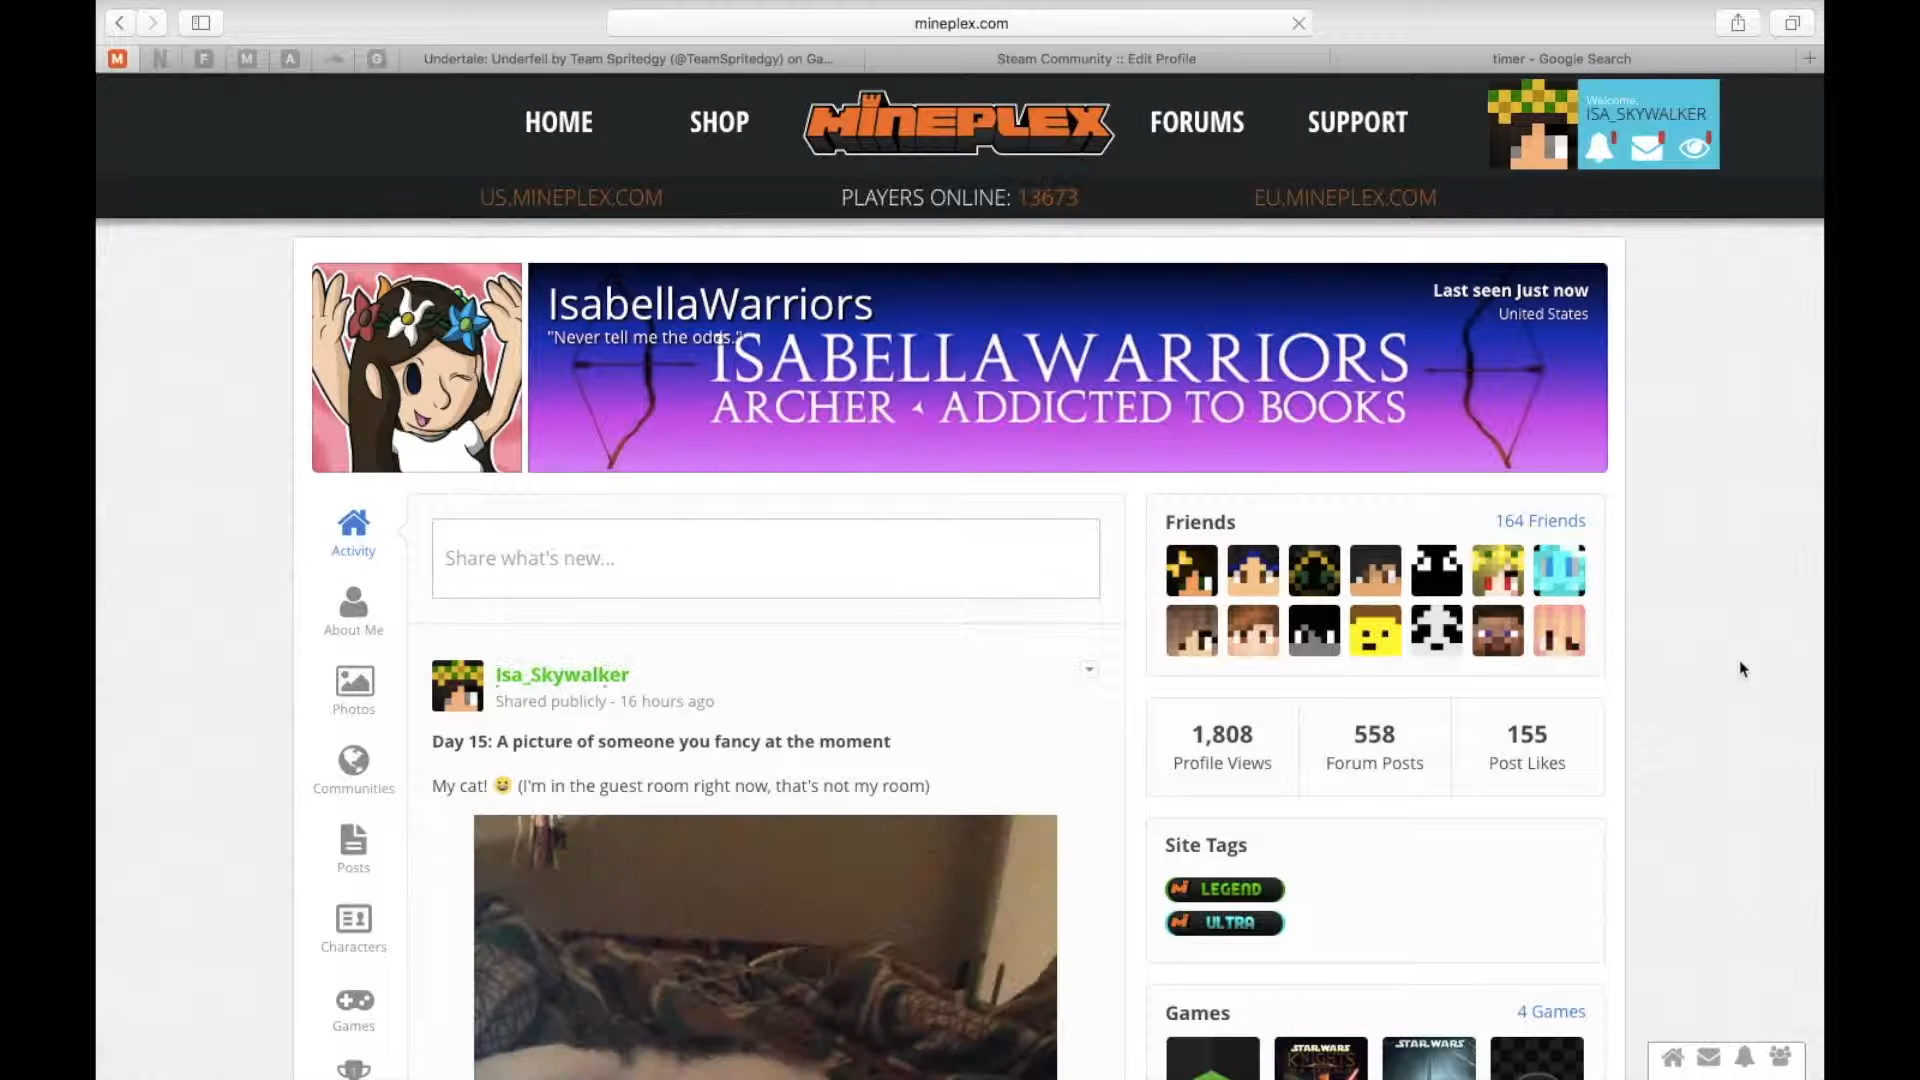 mineplex.com
M N F M A G Undertale: Underfell by Team Spritedgy (@TeamSpritedgy) on Ga... Steam Community :: Edit Profile timer - Google Search
HOME SHOP MINEPLEX FORUMS SUPPORT
Welcome,
ISA_SKYWALKER
US.MINEPLEX.COM PLAYERS ONLINE: 13673 EU.MINEPLEX.COM
IsabellaWarriors
"Never tell me the odds."
Last seen Just now
United States
ISABELLAWARRIORS
ARCHER ADDICTED TO BOOKS
Activity
About Me
Photos
Communities
Posts
Characters
Games
Share what's new...
Isa_Skywalker
Shared publicly - 16 hours ago
Day 15: A picture of someone you fancy at the moment
My cat! (I'm in the guest room right now, that's not my room)
Friends 164 Friends
1,808 558 155
Profile Views Forum Posts Post Likes
Site Tags
LEGEND
ULTRA
Games 4 Games
STAR WARS STAR WARS
KNIGHTS